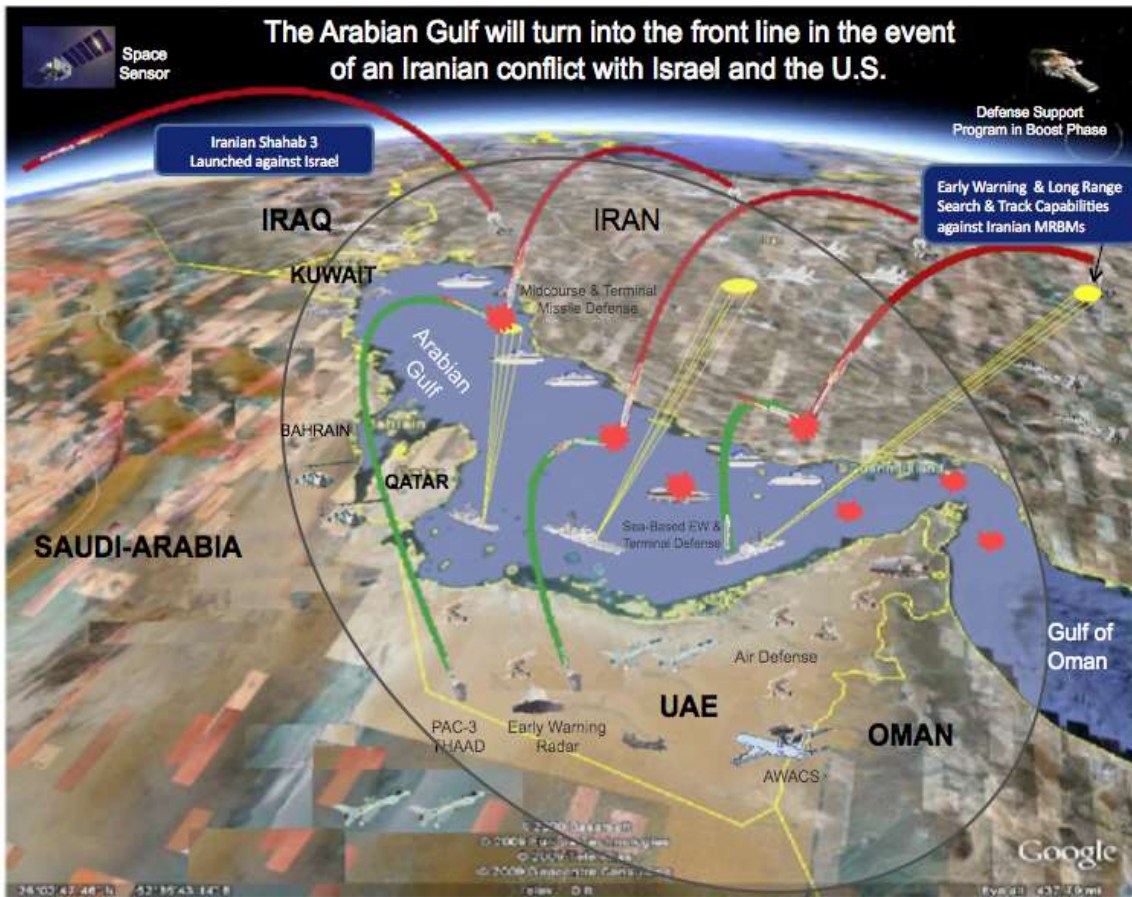 The Arabian Gulf will turn into the front line in the event
of an Iranian conflict with Israel and the U.S.
Space
Sensor
Defense Support
Program in Boost Phase
Iranian Shahab 3
Launched against Israel
Early Warning & Long Range
Search & Track Capabilities
against Iranian MRBMs
IRAQ
IRAN
KUWAIT
Midcourse & Terminal
Missile Defense
Arabian
Gulf
BAHRAIN
QATAR
SAUDI-ARABIA
Sea-Based EW &
Terminal Defense
Gulf of
Oman
Air Defense
UAE
PAC-3
THAAD
Early Warning
Radar
OMAN
AWACS
© 2009
© 2009
© 2009
Google